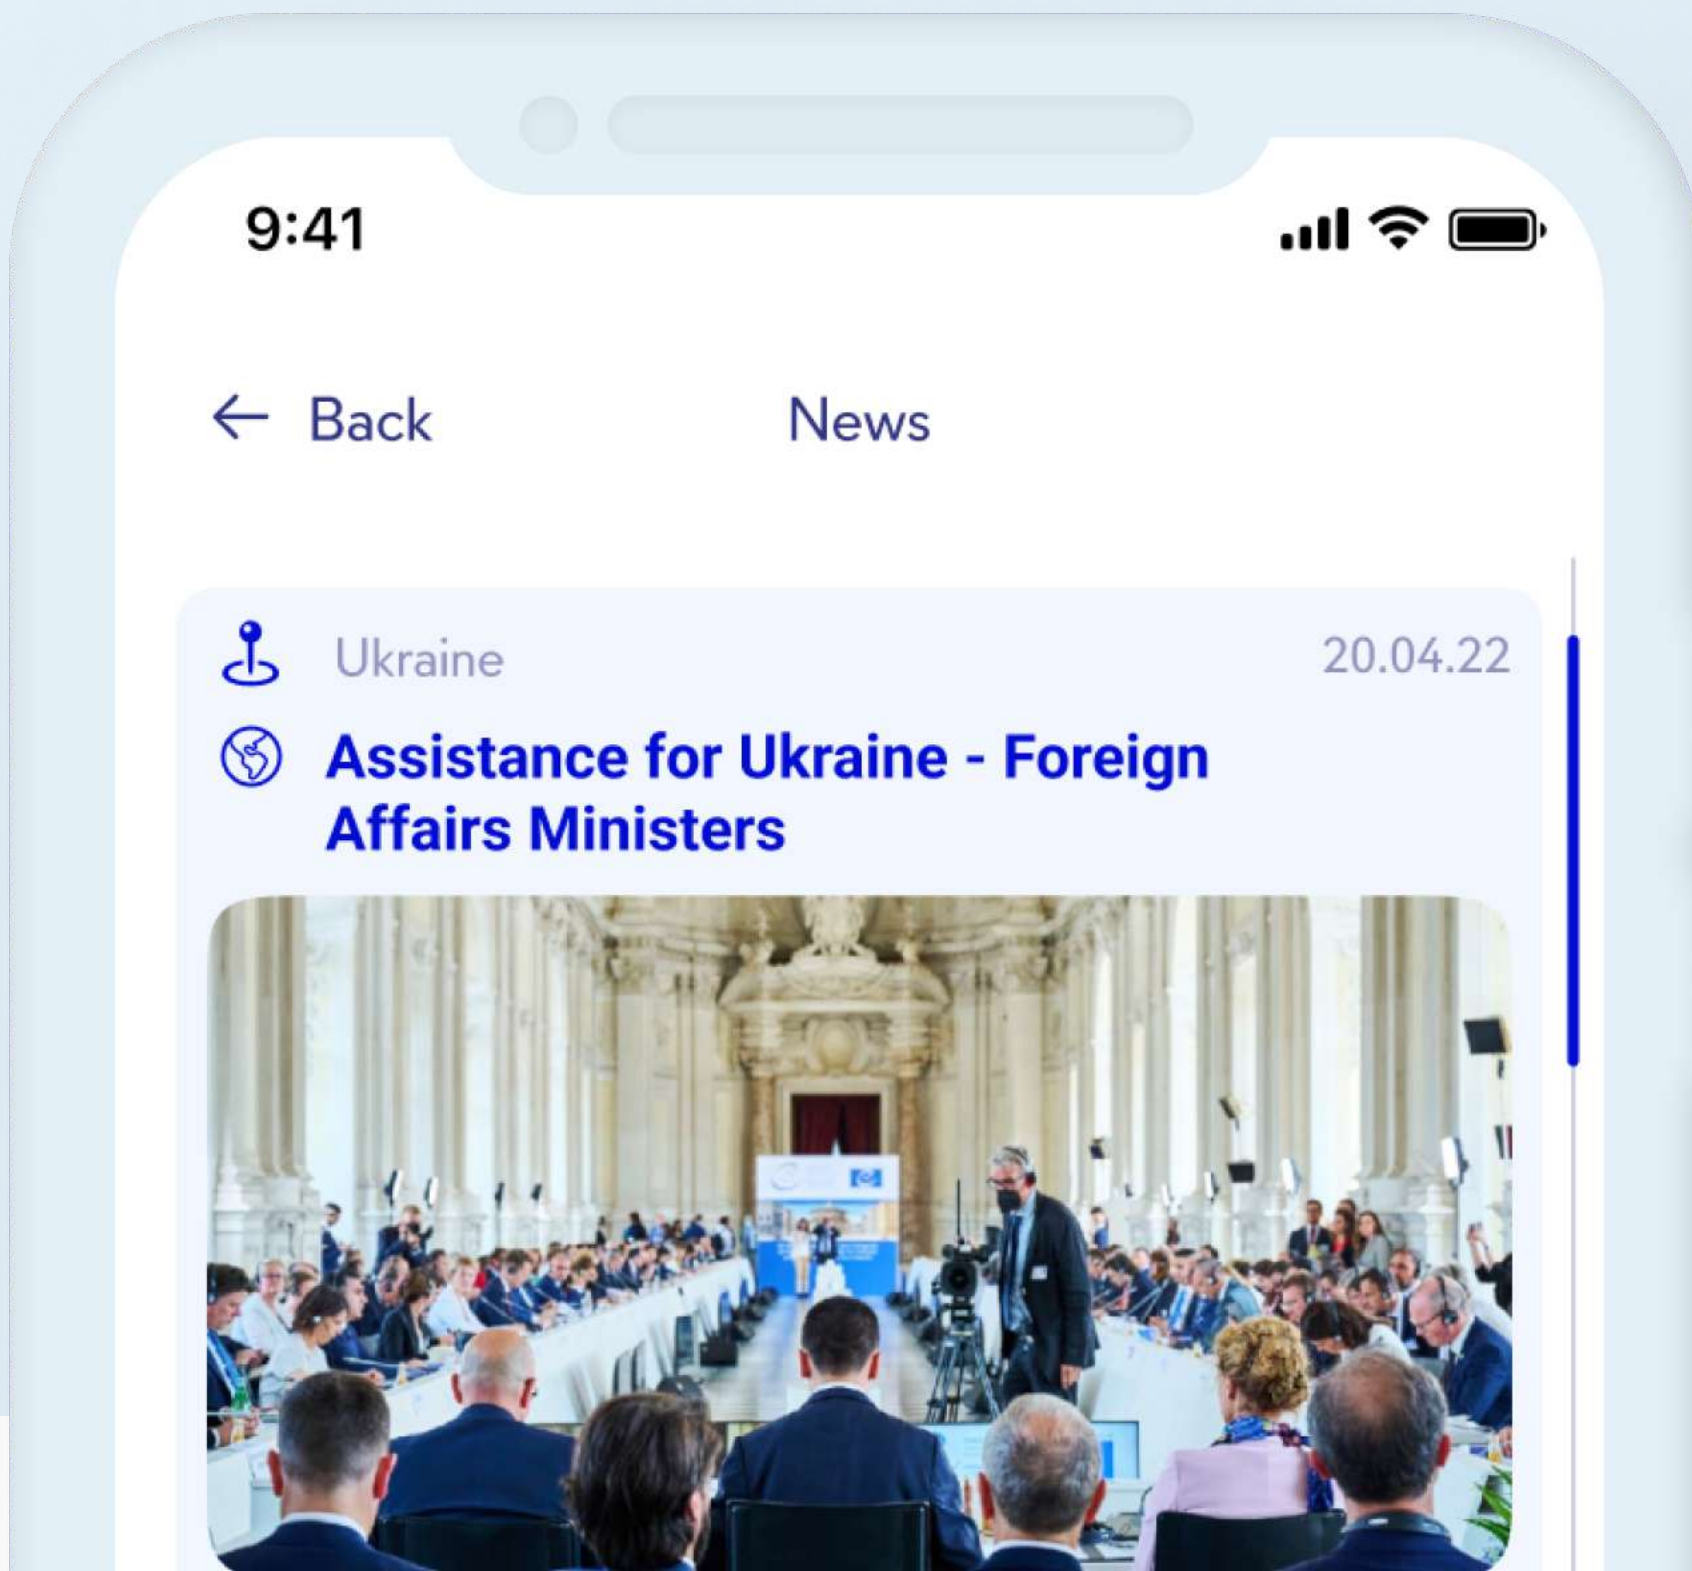 9:41
Back
News
Ukraine
20.04.22
Assistance for Ukraine - Foreign
Affairs Ministers